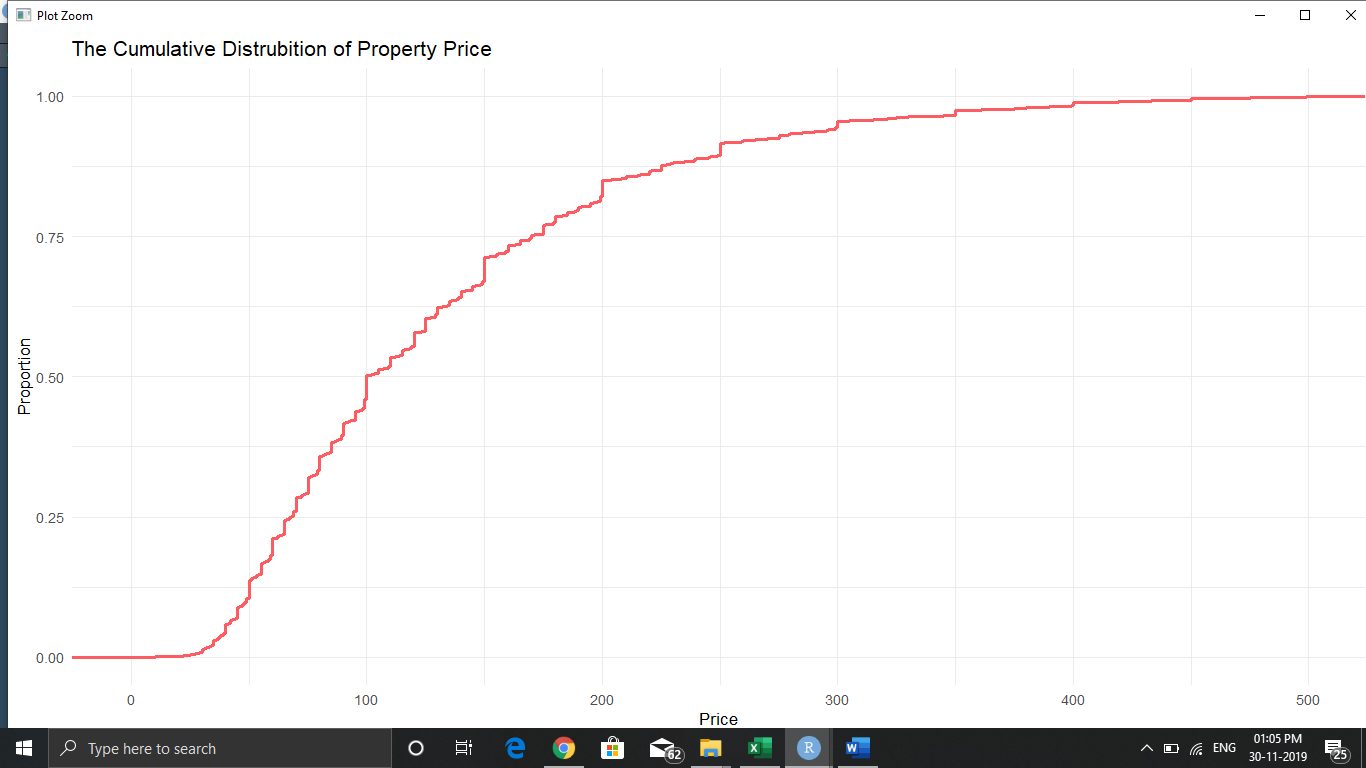 Plot Zoom
The Cumulative Distrubition of Property Price
1.00
0.75
0.50
0.25
0.00
Proportion
0 100 200 300 400 500
Price
Type here to search
62
ENG
01:05 PM
30-11-2019
25